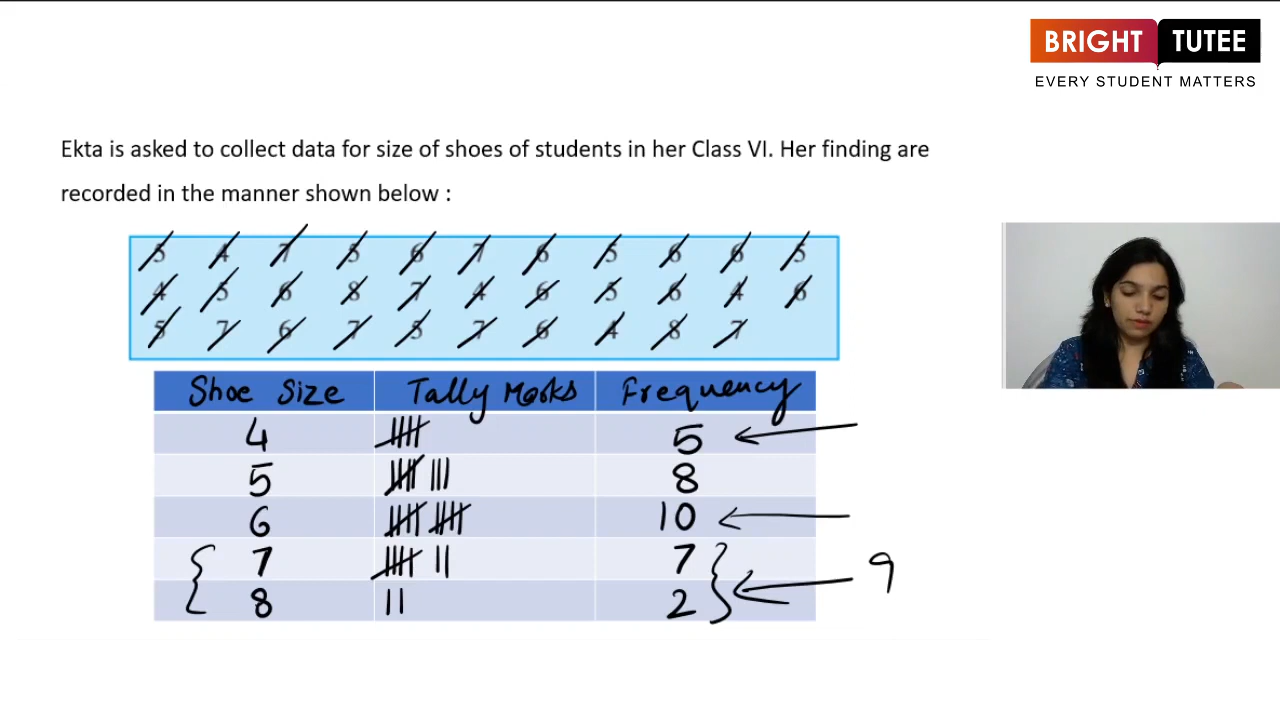 BRIGHT TUTEE
EVERY STUDENT MATTERS
Ekta is asked to collect data for size of shoes of students in her Class VI. Her finding are
recorded in the manner shown below :
5 4 7 5 6 7 6 5 6 6 5
4 5 6 8 7 4 6 5 6 4 6
5 7 6 7 5 7 6 4 8 7
Shoe Size Tally Marks Frequency
4 5
5 8
6 10
7 7
8 2
9